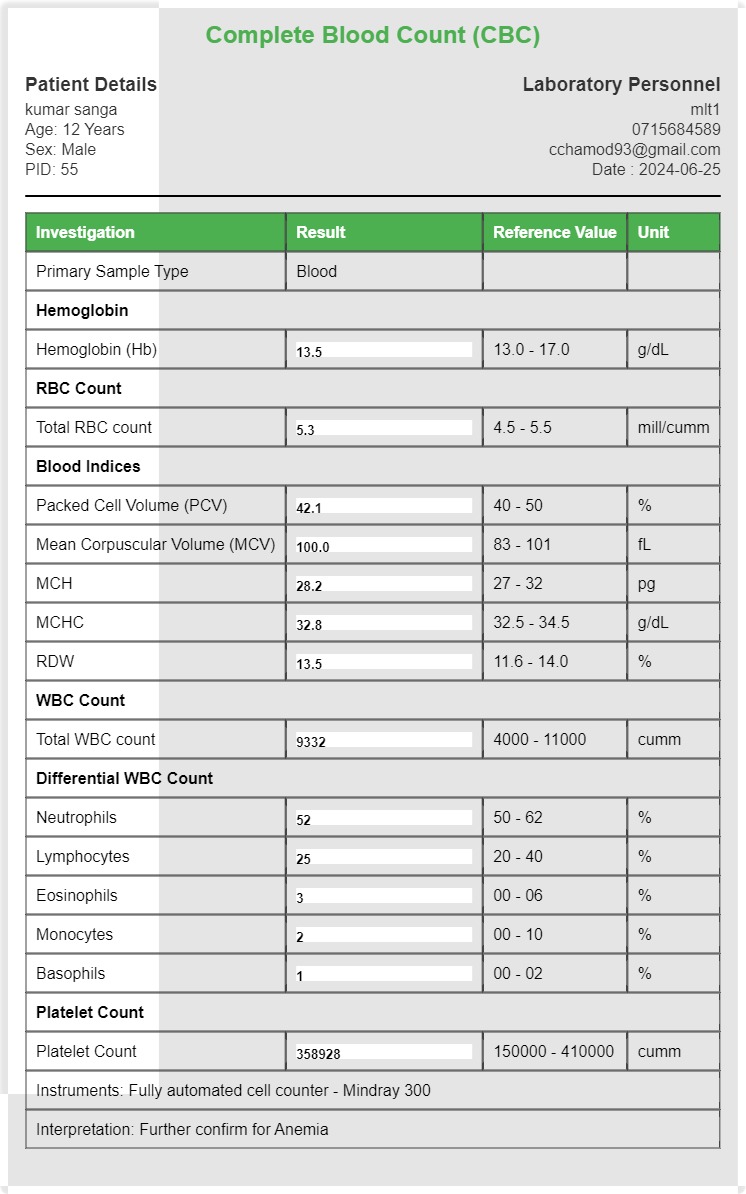 Complete Blood Count (CBC)
Patient Details
kumar sanga
Age: 12 Years
Sex: Male
PID: 55
Laboratory Personnel
mlt1
0715684589
cchamod93@gmail.com
Date : 2024-06-25
Investigation Result Reference Value Unit
Primary Sample Type Blood
Hemoglobin
Hemoglobin (Hb) 13.5 13.0 - 17.0 g/dL
RBC Count
Total RBC count 5.3 4.5 - 5.5 mill/cumm
Blood Indices
Packed Cell Volume (PCV) 42.1 40 - 50 %
Mean Corpuscular Volume (MCV) 100.0 83 - 101 fL
MCH 28.2 27 - 32 pg
MCHC 32.8 32.5 - 34.5 g/dL
RDW 13.5 11.6 - 14.0 %
WBC Count
Total WBC count 9332 4000 - 11000 cumm
Differential WBC Count
Neutrophils 52 50 - 62 %
Lymphocytes 25 20 - 40 %
Eosinophils 3 00 - 06 %
Monocytes 2 00 - 10 %
Basophils 1 00 - 02 %
Platelet Count
Platelet Count 358928 150000 - 410000 cumm
Instruments: Fully automated cell counter - Mindray 300
Interpretation: Further confirm for Anemia